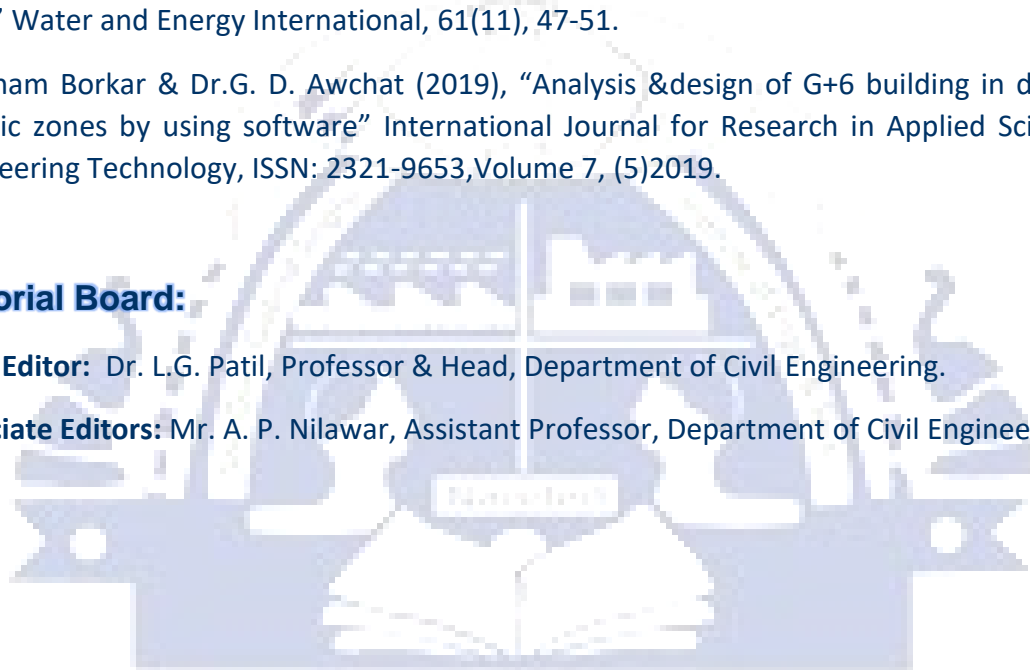 ” Water and Energy International, 61(11), 47-51.
ham Borkar & Dr.G. D. Awchat (2019), “Analysis &design of G+6 building in d
ic zones by using software” International Journal for Research in Applied Sci
eering Technology, ISSN: 2321-9653,Volume 7, (5)2019.
orial Board:
Editor: Dr. L.G. Patil, Professor & Head, Department of Civil Engineering.
ciate Editors: Mr. A. P. Nilawar, Assistant Professor, Department of Civil Enginee